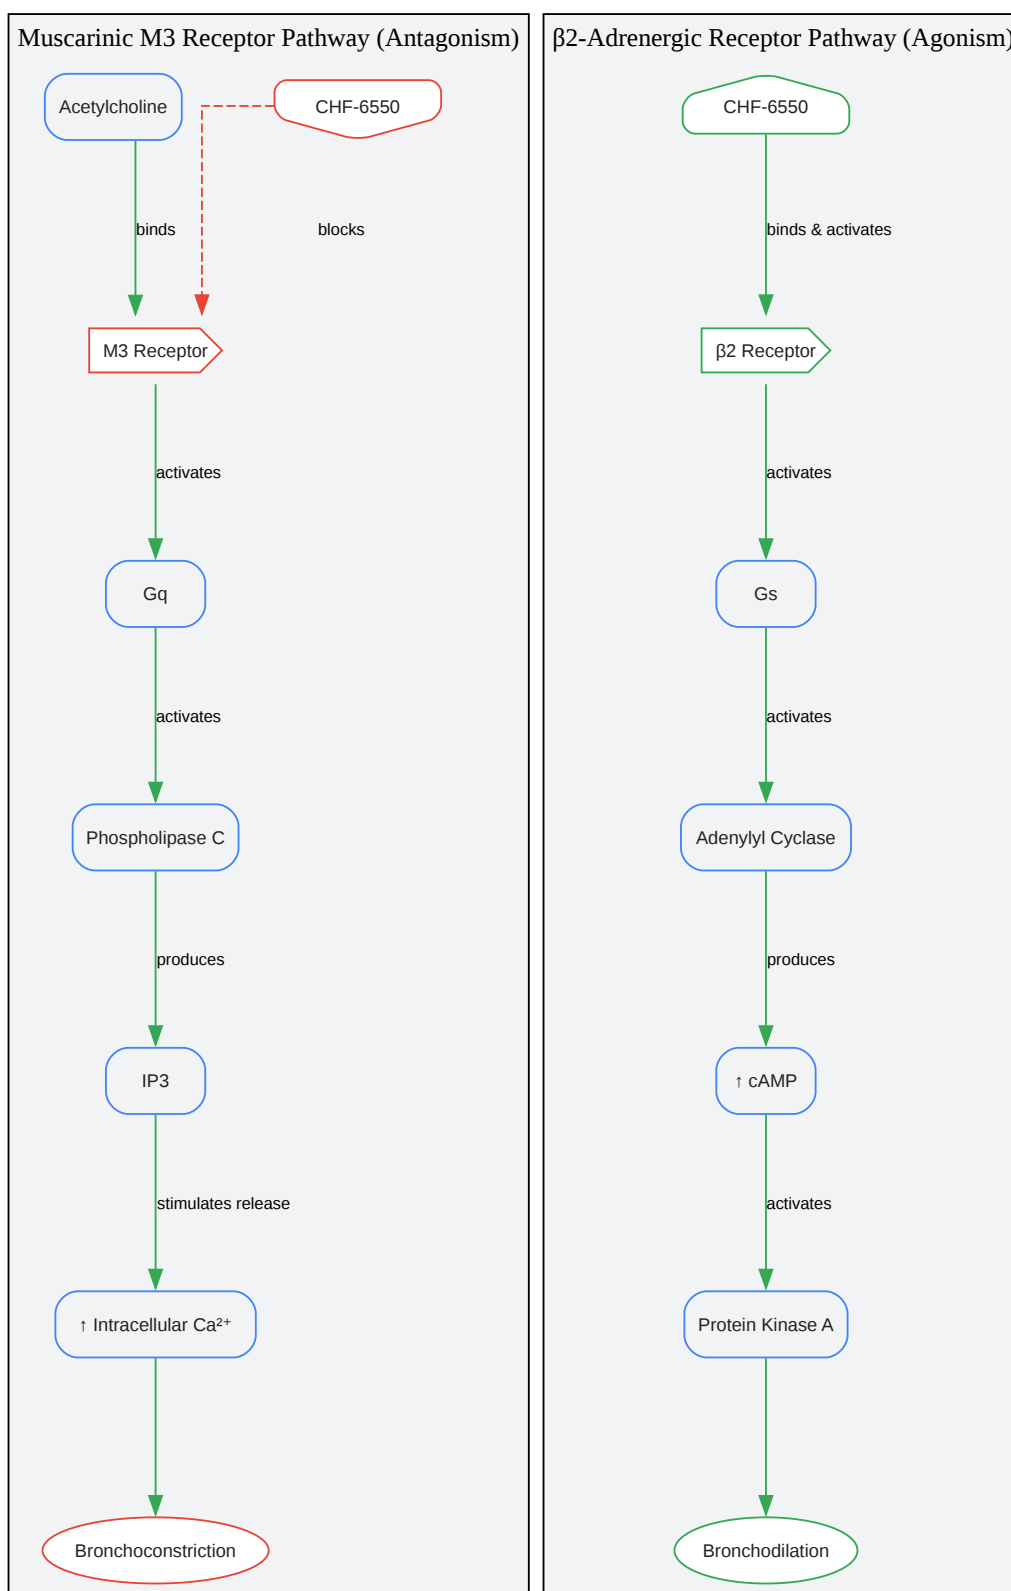 Muscarinic M3 Receptor Pathway (Antagonism)
Acetylcholine
CHF-6550
binds
blocks
M3 Receptor
activates
Gq
activates
Phospholipase C
produces
IP3
stimulates release
↑ Intracellular Ca²⁺
Bronchoconstriction
β2-Adrenergic Receptor Pathway (Agonism)
CHF-6550
binds & activates
β2 Receptor
activates
Gs
activates
Adenylyl Cyclase
produces
↑ cAMP
activates
Protein Kinase A
Bronchodilation